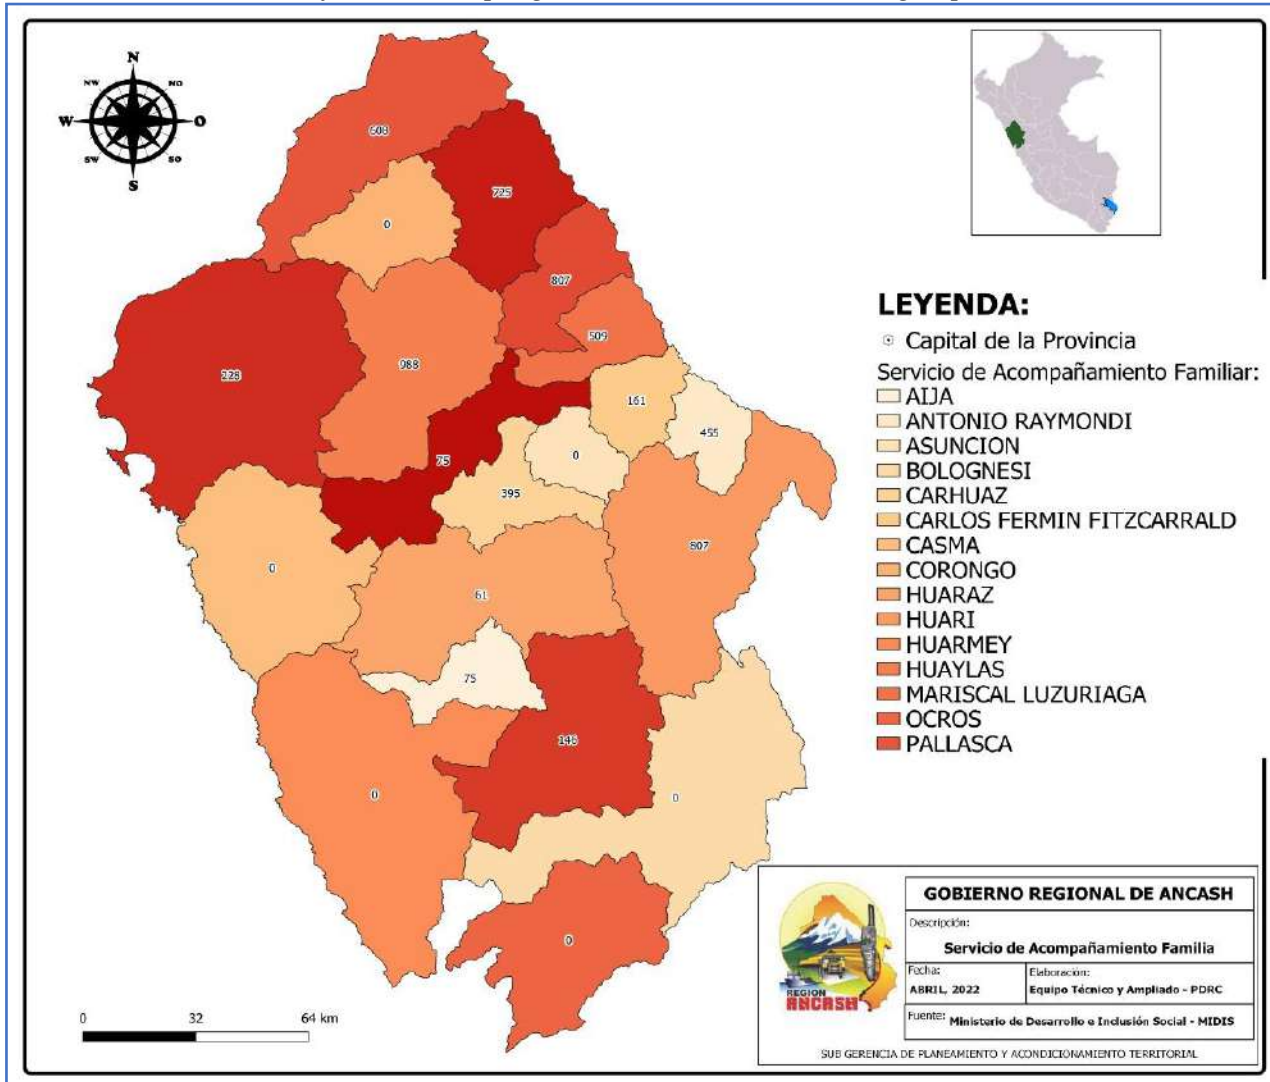 N
NW
NO
W
O
SW
SO
S
608
725
0
807
509
228
988
161
455
75
0
395
807
0
61
75
146
0
0
0
LEYENDA:
Capital de la Provincia
Servicio de Acompañamiento Familiar:
AIJA
ANTONIO RAYMONDI
ASUNCION
BOLOGNESI
CARHUAZ
CARLOS FERMIN FITZCARRALD
CASMA
CORONGO
HUARAZ
HUARI
HUARMEY
HUAYLAS
MARISCAL LUZURIAGA
OCROS
PALLASCA
0 32 64 km
REGION
ANCASH
GOBIERNO REGIONAL DE ANCASH
Descripción:
Servicio de Acompañamiento Familia
Fecha:
ABRIL, 2022
Elaboración:
Equipo Técnico y Ampliado - PDRC
Fuente: Ministerio de Desarrollo e Inclusión Social - MIDIS
SUB GERENCIA DE PLANEAMIENTO Y ACONDICIONAMIENTO TERRITORIAL